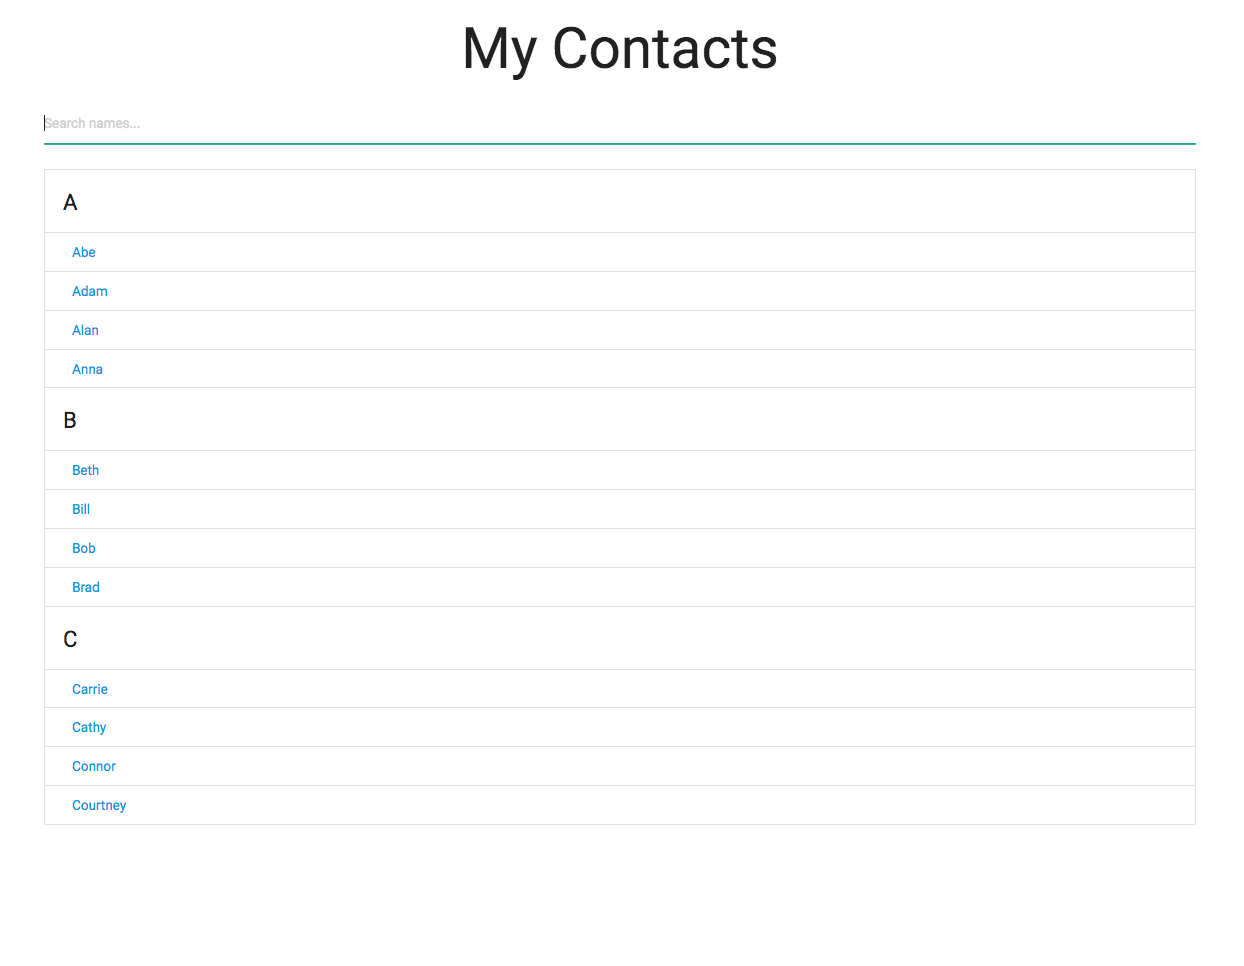 My Contacts
Search names...
A
Abe
Adam
Alan
Anna
B
Beth
Bill
Bob
Brad
C
Carrie
Cathy
Connor
Courtney